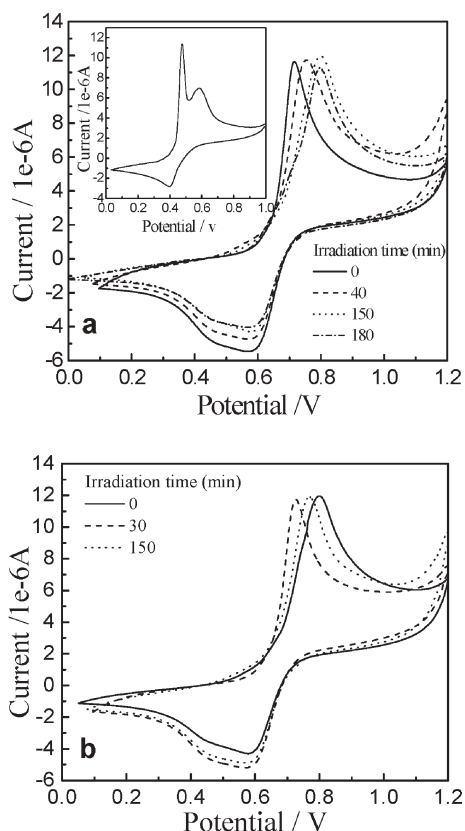 12
10
8
6
4
2
0
-2
-4
-6
Current / 1e-6A
0.0 0.2 0.4 0.6 0.8 1.0 1.2
Potential /V
a
12
10
8
6
4
2
0
-2
-4
Current /1e-6A
0.0 0.2 0.4 0.6 0.8 1.0
Potential / v
Irradiation time (min)
0
40
150
180
14
12
10
8
6
4
2
0
-2
-4
-6
Current /1e-6A
Irradiation time (min)
0
30
150
b
0.0 0.2 0.4 0.6 0.8 1.0 1.2
Potential / V